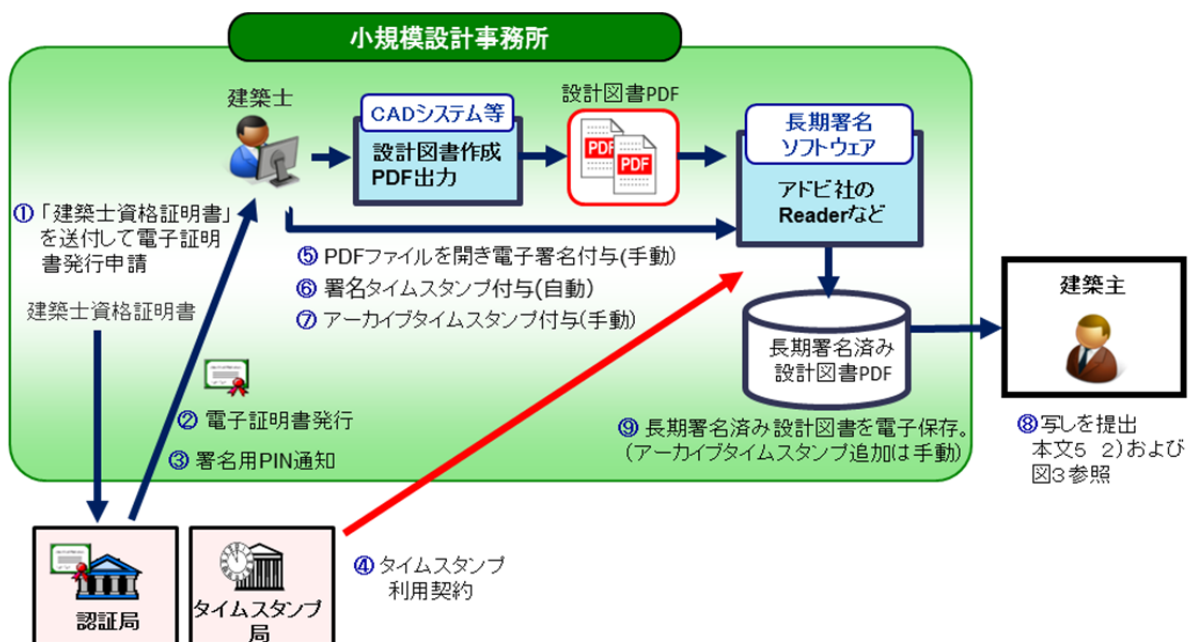 小規模設計事務所
建築士
CADシステム等
設計図書作成
PDF出力
設計図書PDF
PDF
PDF
長期署名
ソフトウェア
アドビ社の
Readerなど
①「建築士資格証明書」
を送付して電子証明
書発行申請
建築士資格証明書
⑤ PDFファイルを開き電子署名付与(手動)
⑥ 署名タイムスタンプ付与(自動)
⑦ アーカイブタイムスタンプ付与(手動)
② 電子証明書発行
③ 署名用PIN通知
長期署名済み
設計図書PDF
⑨ 長期署名済み設計図書を電子保存。
(アーカイブタイムスタンプ追加は手動)
建築主
⑧写しを提出
本文5 2)および
図3参照
④タイムスタンプ
利用契約
認証局
タイムスタンプ
局